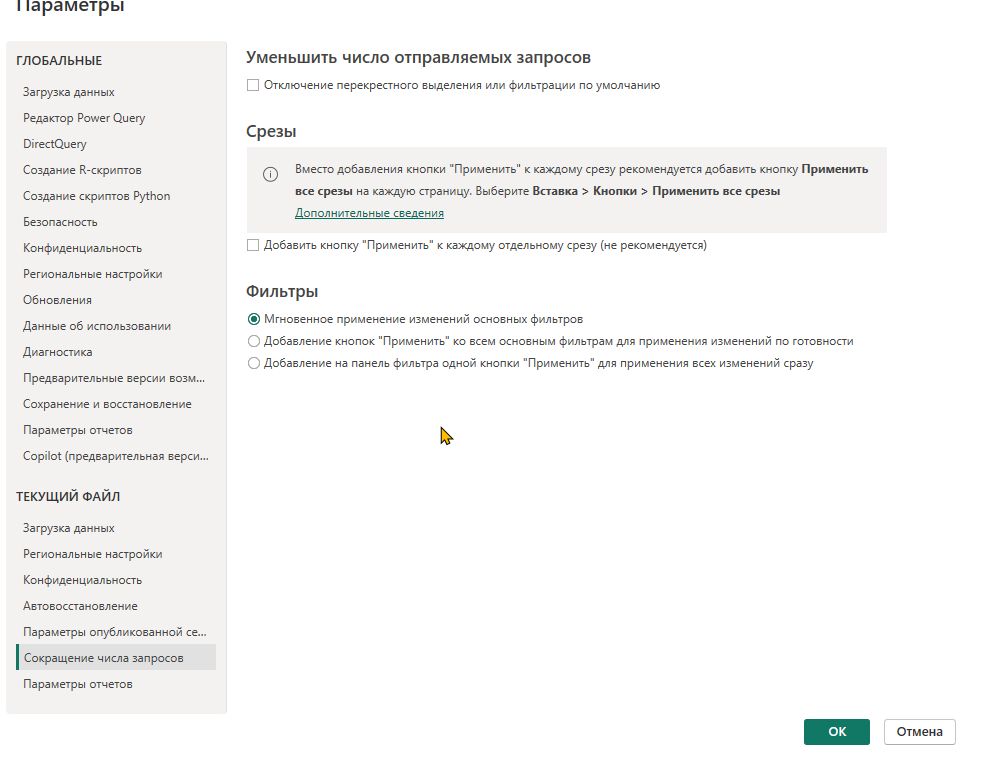 Параметры
ГЛОБАЛЬНЫЕ
Загрузка данных
Редактор Power Query
DirectQuery
Создание R-скриптов
Создание скриптов Python
Безопасность
Конфиденциальность
Региональные настройки
Обновления
Данные об использовании
Диагностика
Предварительные версии возм...
Сохранение и восстановление
Параметры отчетов
Copilot (предварительная верси...
ТЕКУЩИЙ ФАЙЛ
Загрузка данных
Региональные настройки
Конфиденциальность
Автовосстановление
Параметры опубликованной се...
Сокращение числа запросов
Параметры отчетов
Уменьшить число отправляемых запросов
Отключение перекрестного выделения или фильтрации по умолчанию
Срезы
Вместо добавления кнопки "Применить" к каждому срезу рекомендуется добавить кнопку Применить
все срезы на каждую страницу. Выберите Вставка > Кнопки > Применить все срезы
Дополнительные сведения
Добавить кнопку "Применить" к каждому отдельному срезу (не рекомендуется)
Фильтры
Мгновенное применение изменений основных фильтров
Добавление кнопок "Применить" ко всем основным фильтрам для применения изменений по готовности
Добавление на панель фильтра одной кнопки "Применить" для применения всех изменений сразу
ОК
Отмена